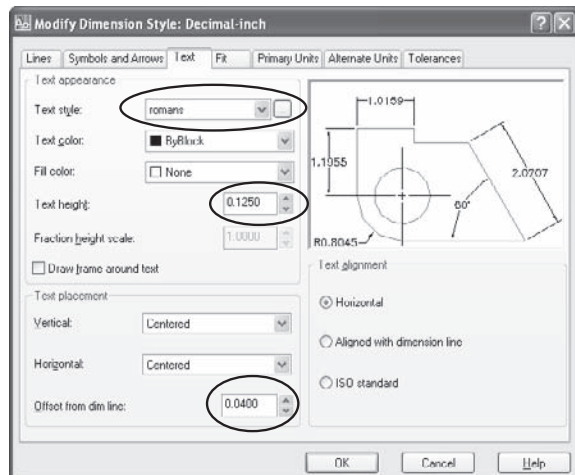 Modify Dimension Style: Decimal-inch
Lines Symbols and Arrows Text Fit Primary Units Alternate Units Tolerances
Text appearance
Text style: romans
Text color: ByBlock
Fill color: None
Text height: 0.1250
Fraction height scale: 1.0000
Draw frame around text
Text placement
Vertical: Centered
Horizontal: Centered
Offset from dim line: 0.0400
1.0159
1.1955
2.0707
60°
R0.8045
Text alignment
Horizontal
Aligned with dimension line
ISO standard
OK Cancel Help